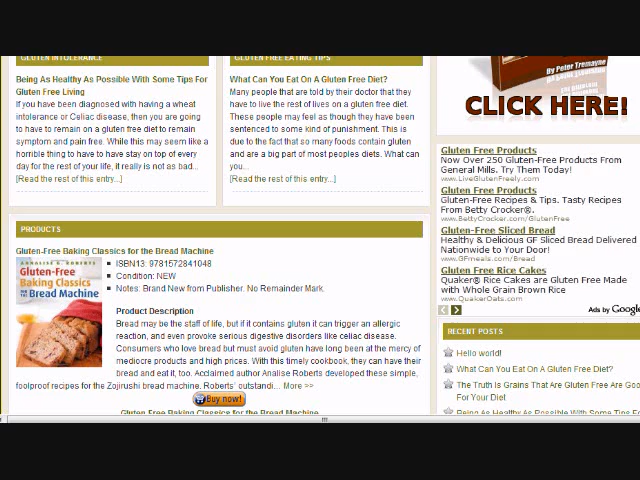 GLUTEN INTOLERANCE
Being As Healthy As Possible With Some Tips For
Gluten Free Living
If you have been diagnosed with having a wheat
intolerance or Celiac disease, then you are going
to have to remain on a gluten free diet to remain
symptom and pain free. While this may seem like a
horrible thing to have to have stay on top of every
day for the rest of your life, it really is not as bad...
[Read the rest of this entry...]
GLUTEN FREE EATING TIPS
What Can You Eat On A Gluten Free Diet?
Many people that are told by their doctor that they
have to live the rest of lives on a gluten free diet.
These people may feel as though they have been
sentenced to some kind of punishment. This is
due to the fact that so many foods contain gluten
and are a big part of most peoples diets. What can
you...
[Read the rest of this entry...]
PRODUCTS
Gluten-Free Baking Classics for the Bread Machine
ANNALISE G. ROBERTS
Gluten-Free
Baking Classics
FOR THE
Bread Machine
ISBN13: 9781572841048
Condition: NEW
Notes: Brand New from Publisher. No Remainder Mark.
Product Description
Bread may be the staff of life, but if it contains gluten it can trigger an allergic
reaction, and even provoke serious digestive disorders like celiac disease.
Consumers who love bread but must avoid gluten have long been at the mercy of
mediocre products and high prices. With this timely cookbook, they can have their
bread and eat it, too. Acclaimed author Analise Roberts developed these simple,
foolproof recipes for the Zojirushi bread machine. Roberts' outstandi... More >>
Buy now!
Gluten Free Baking Classics for the Bread Machine
By Peter Tremayne
CLICK HERE!
Gluten Free Products
Now Over 250 Gluten-Free Products From
General Mills. Try Them Today!
www.LiveGlutenFreely.com
Gluten Free Products
Gluten-Free Recipes & Tips. Tasty Recipes
From Betty Crocker®.
www.BettyCrocker.com/GlutenFree
Gluten-Free Sliced Bread
Healthy & Delicious GF Sliced Bread Delivered
Nationwide to Your Door!
www.GFmeals.com/Bread
Gluten Free Rice Cakes
Quaker® Rice Cakes are Gluten Free Made
with Whole Grain Brown Rice
www.QuakerOats.com
Ads by Google
RECENT POSTS
Hello world!
What Can You Eat On A Gluten Free Diet?
The Truth Is Grains That Are Gluten Free Are Goo
For Your Diet
Being As Healthy As Possible With Some Tips Fo